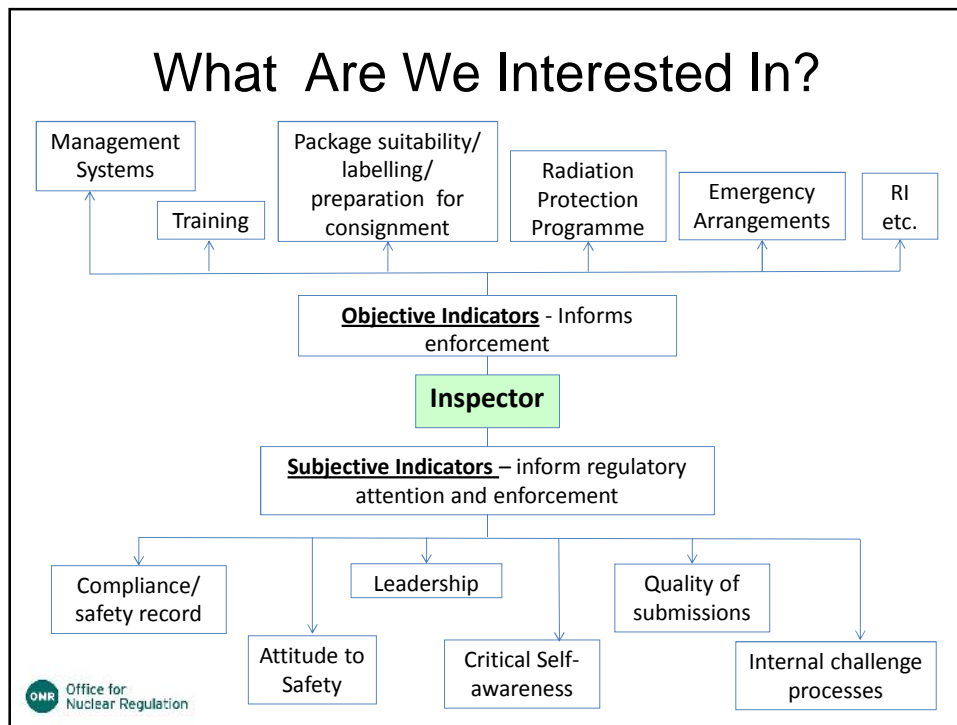 What Are We Interested In?
Management
Systems
Training
Package suitability/
labelling/
preparation for
consignment
Radiation
Protection
Programme
Emergency
Arrangements
RI
etc.
Objective Indicators - Informs
enforcement
Inspector
Subjective Indicators – inform regulatory
attention and enforcement
Compliance/
safety record
Attitude to
Safety
Leadership
Critical Self-
awareness
Quality of
submissions
Internal challenge
processes
ONR
Office for
Nuclear Regulation